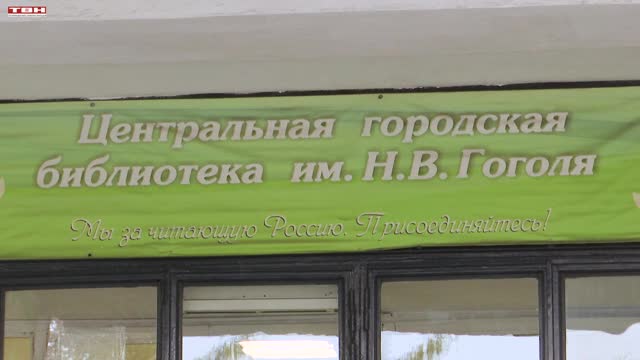 ТВН
Центральная городская
библиотека им. Н.В. Гоголя
Мы за читающую Россию. Присоединяйтесь!